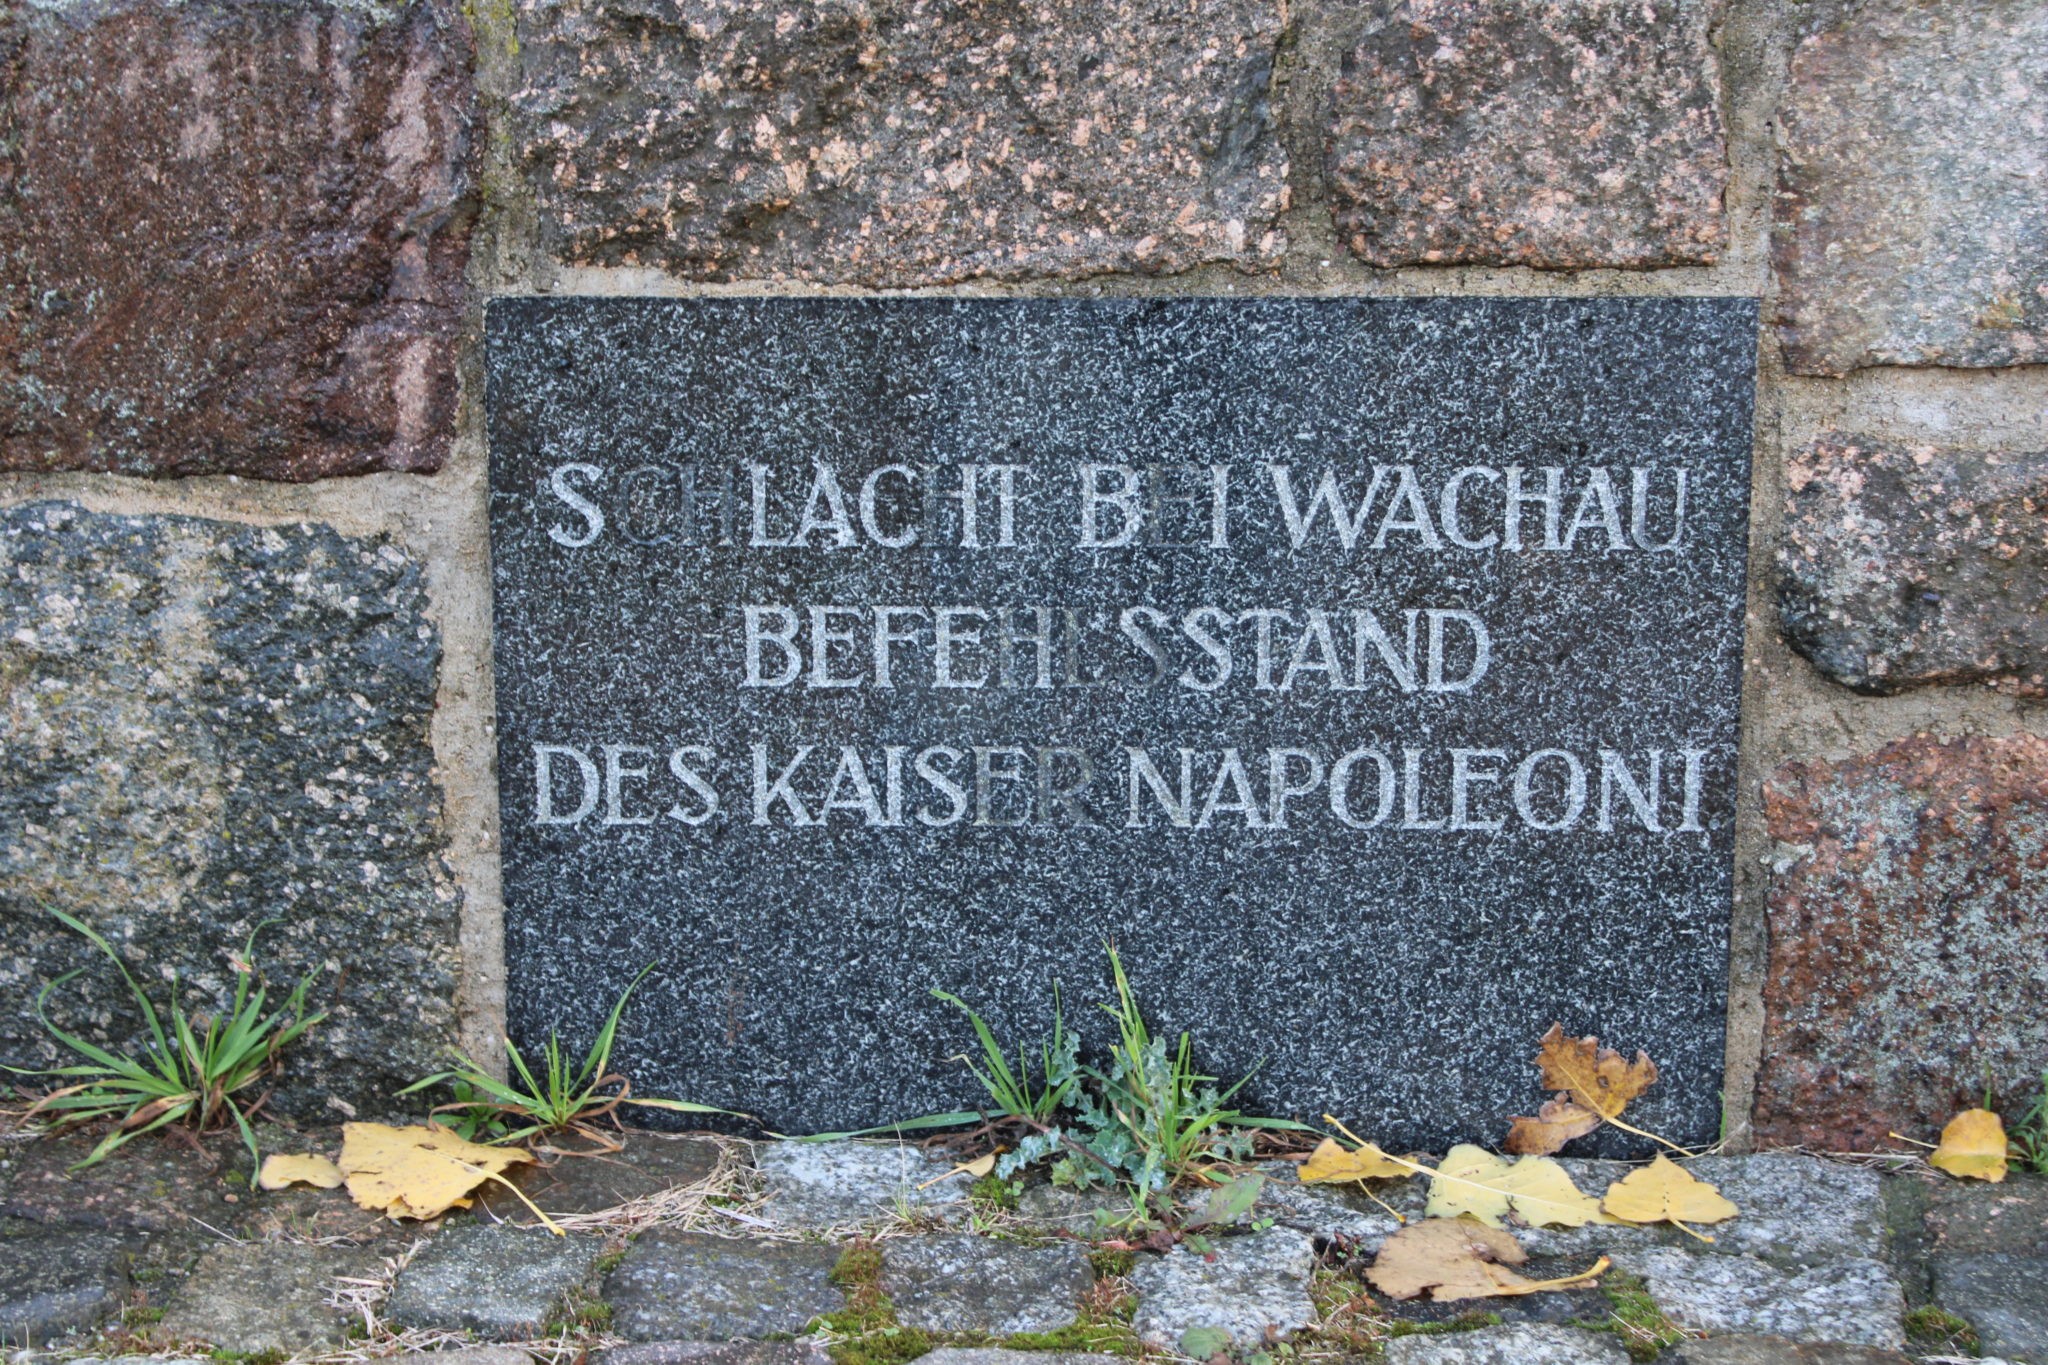 SCHLACHT BEI WACHAU
BEFEHLSSTAND
DES KAISER NAPOLEON I